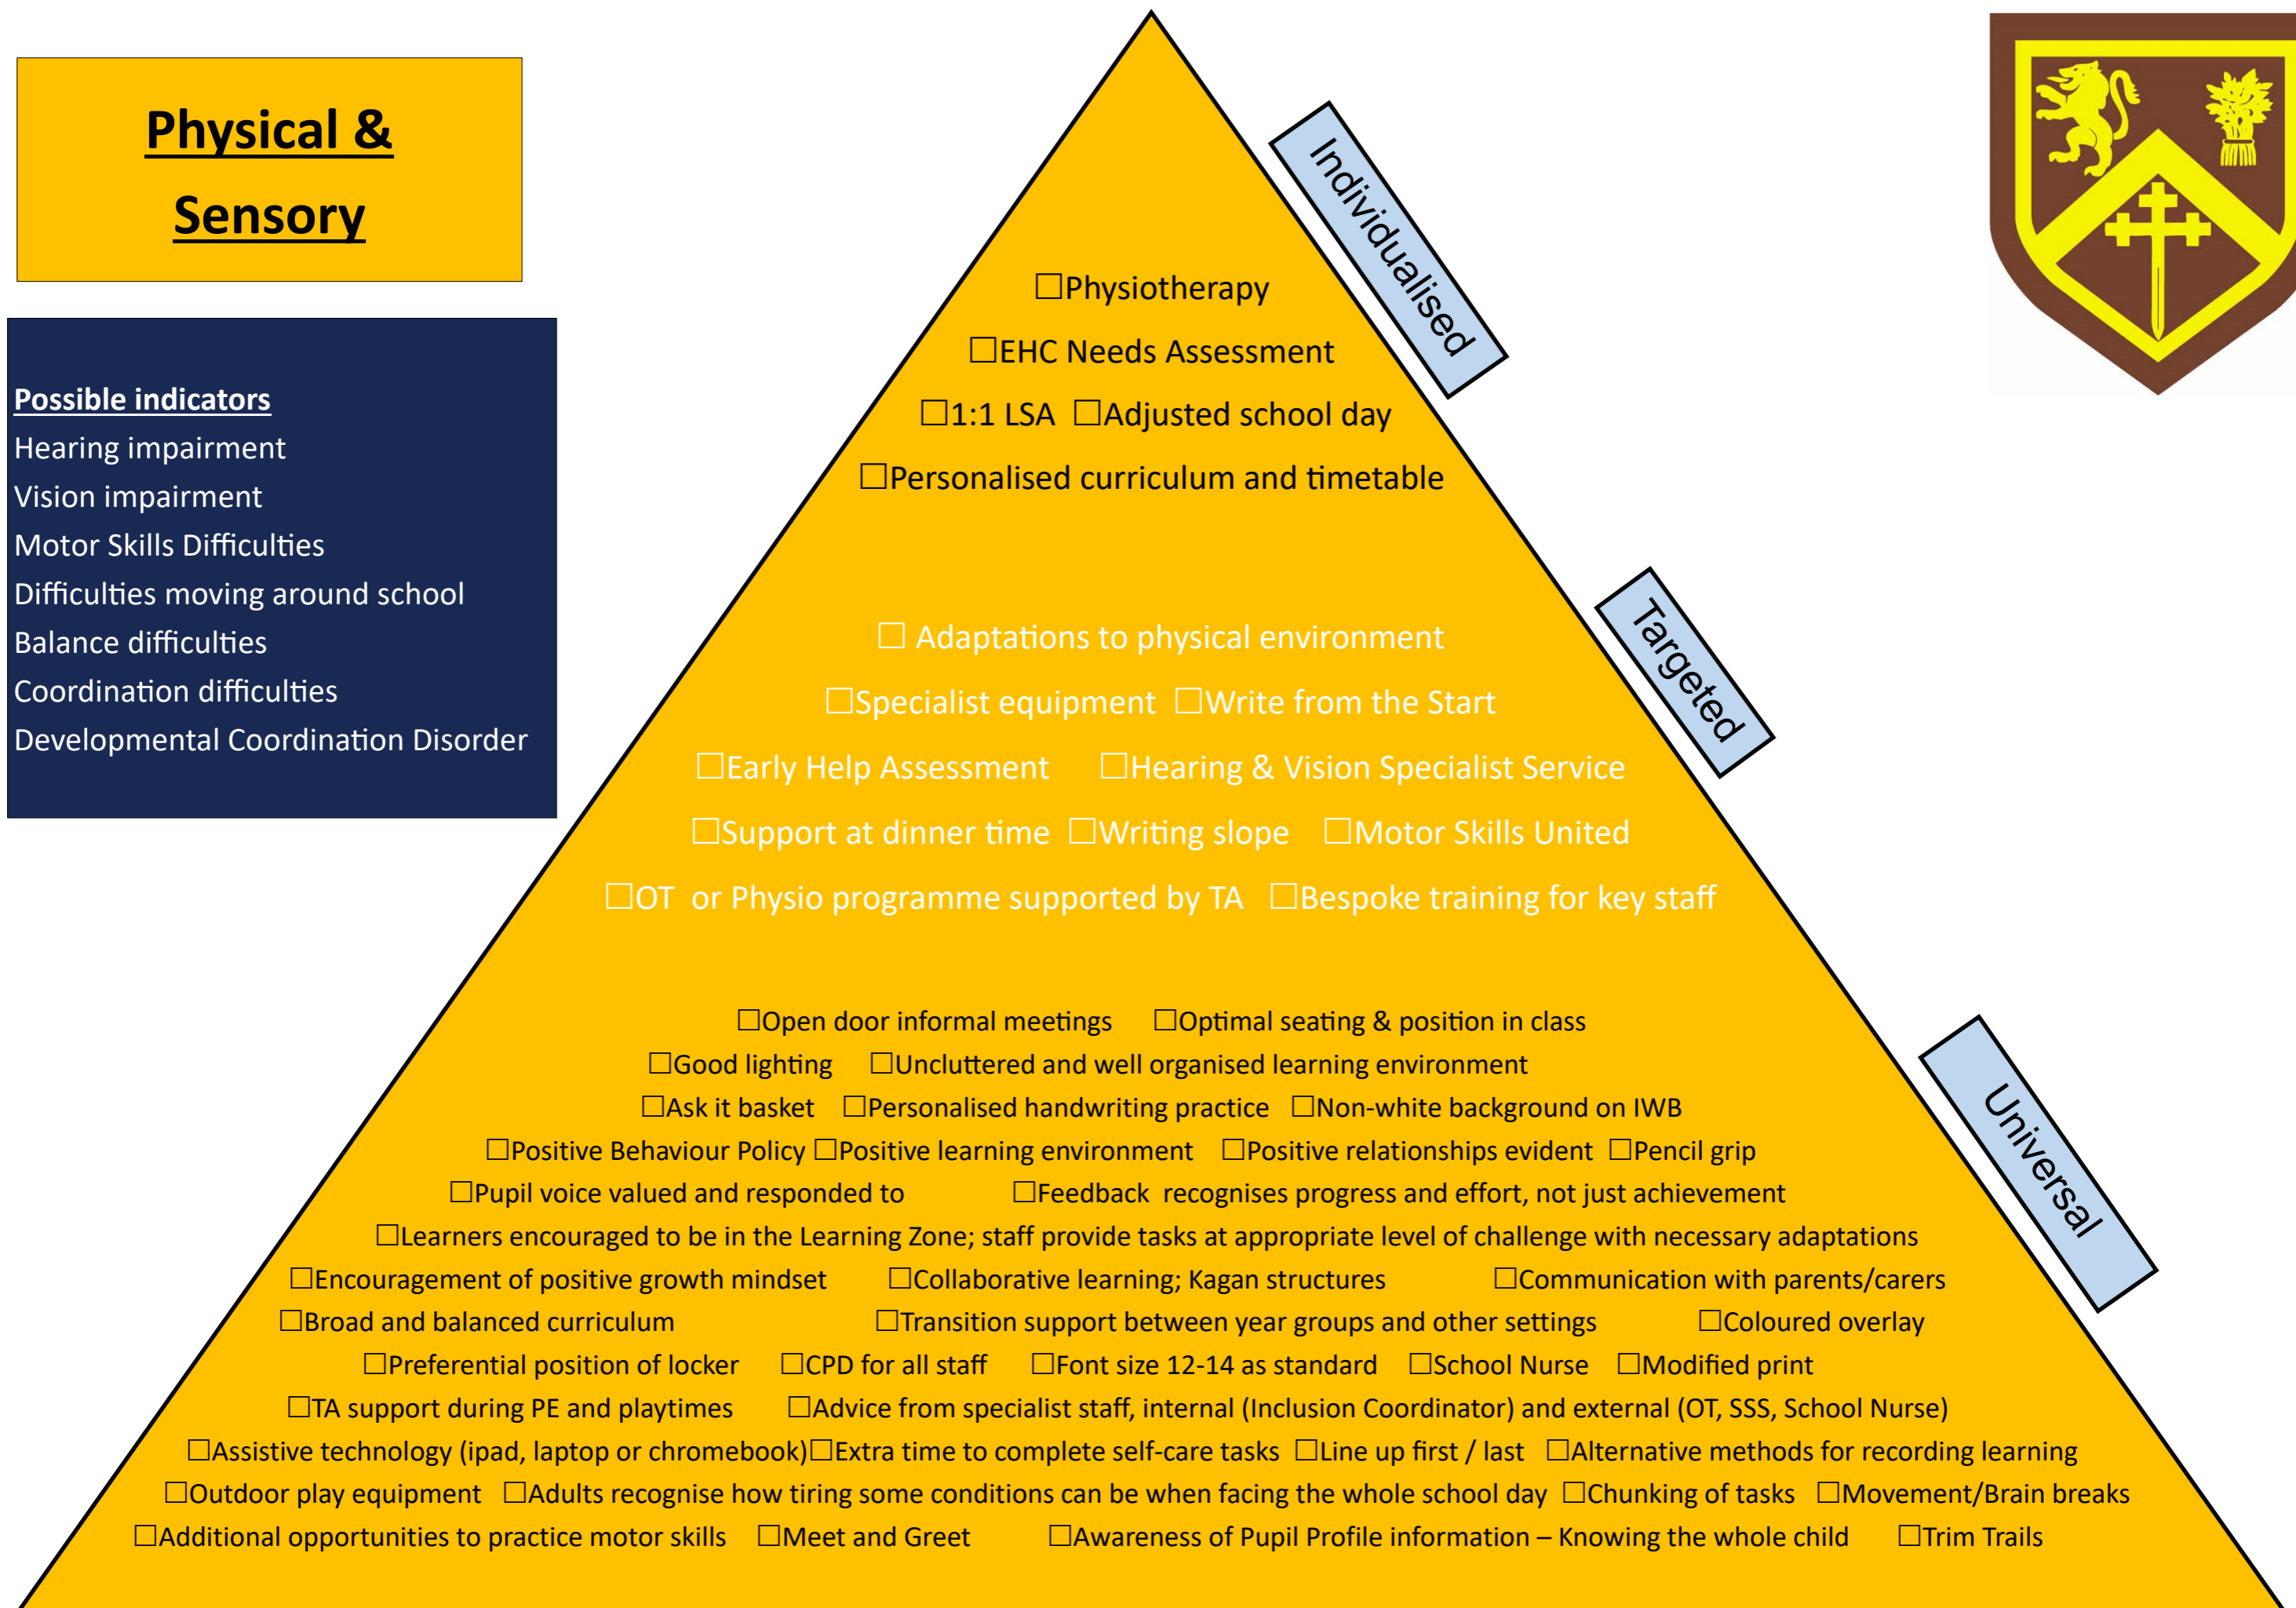 Physical &
Sensory
Possible indicators
Hearing impairment
Vision impairment
Motor Skills Difficulties
Difficulties moving around school
Balance difficulties
Coordination difficulties
Developmental Coordination Disorder
Individualised
☐Physiotherapy
☐EHC Needs Assessment
☐1:1 LSA ☐Adjusted school day
☐Personalised curriculum and timetable
Targeted
☐ Adaptations to physical environment
☐Specialist equipment ☐Write from the Start
☐Early Help Assessment ☐Hearing & Vision Specialist Service
☐Support at dinner time ☐Writing slope ☐Motor Skills United
☐OT or Physio programme supported by TA ☐Bespoke training for key staff
Universal
☐Open door informal meetings ☐Optimal seating & position in class
☐Good lighting ☐Uncluttered and well organised learning environment
☐Ask it basket ☐Personalised handwriting practice ☐Non-white background on IWB
☐Positive Behaviour Policy ☐Positive learning environment ☐Positive relationships evident ☐Pencil grip
☐Pupil voice valued and responded to ☐Feedback recognises progress and effort, not just achievement
☐Learners encouraged to be in the Learning Zone; staff provide tasks at appropriate level of challenge with necessary adaptations
☐Encouragement of positive growth mindset ☐Collaborative learning; Kagan structures ☐Communication with parents/carers
☐Broad and balanced curriculum ☐Transition support between year groups and other settings ☐Coloured overlay
☐Preferential position of locker ☐CPD for all staff ☐Font size 12-14 as standard ☐School Nurse ☐Modified print
☐TA support during PE and playtimes ☐Advice from specialist staff, internal (Inclusion Coordinator) and external (OT, SSS, School Nurse)
☐Assistive technology (ipad, laptop or chromebook)☐Extra time to complete self-care tasks ☐Line up first / last ☐Alternative methods for recording learning
☐Outdoor play equipment ☐Adults recognise how tiring some conditions can be when facing the whole school day ☐Chunking of tasks ☐Movement/Brain breaks
☐Additional opportunities to practice motor skills ☐Meet and Greet ☐Awareness of Pupil Profile information – Knowing the whole child ☐Trim Trails